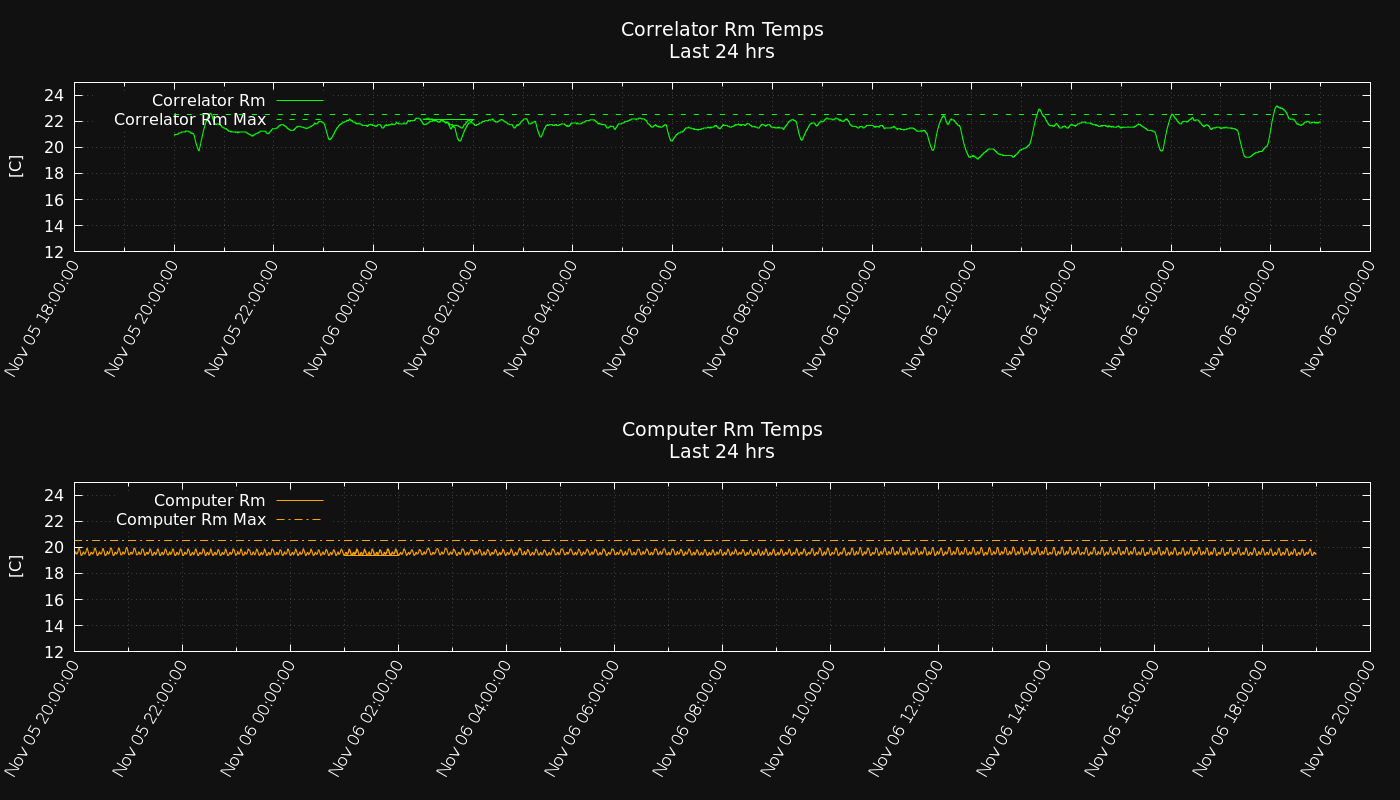 Correlator Rm Temps
Last 24 hrs
Correlator Rm
Correlator Rm Max
[C]
24
22
20
18
16
14
12
Nov 05 18:00:00
Nov 05 20:00:00
Nov 05 22:00:00
Nov 06 00:00:00
Nov 06 02:00:00
Nov 06 04:00:00
Nov 06 06:00:00
Nov 06 08:00:00
Nov 06 10:00:00
Nov 06 12:00:00
Nov 06 14:00:00
Nov 06 16:00:00
Nov 06 18:00:00
Nov 06 20:00:00
Computer Rm Temps
Last 24 hrs
Computer Rm
Computer Rm Max
[C]
24
22
20
18
16
14
12
Nov 05 20:00:00
Nov 05 22:00:00
Nov 06 00:00:00
Nov 06 02:00:00
Nov 06 04:00:00
Nov 06 06:00:00
Nov 06 08:00:00
Nov 06 10:00:00
Nov 06 12:00:00
Nov 06 14:00:00
Nov 06 16:00:00
Nov 06 18:00:00
Nov 06 20:00:00